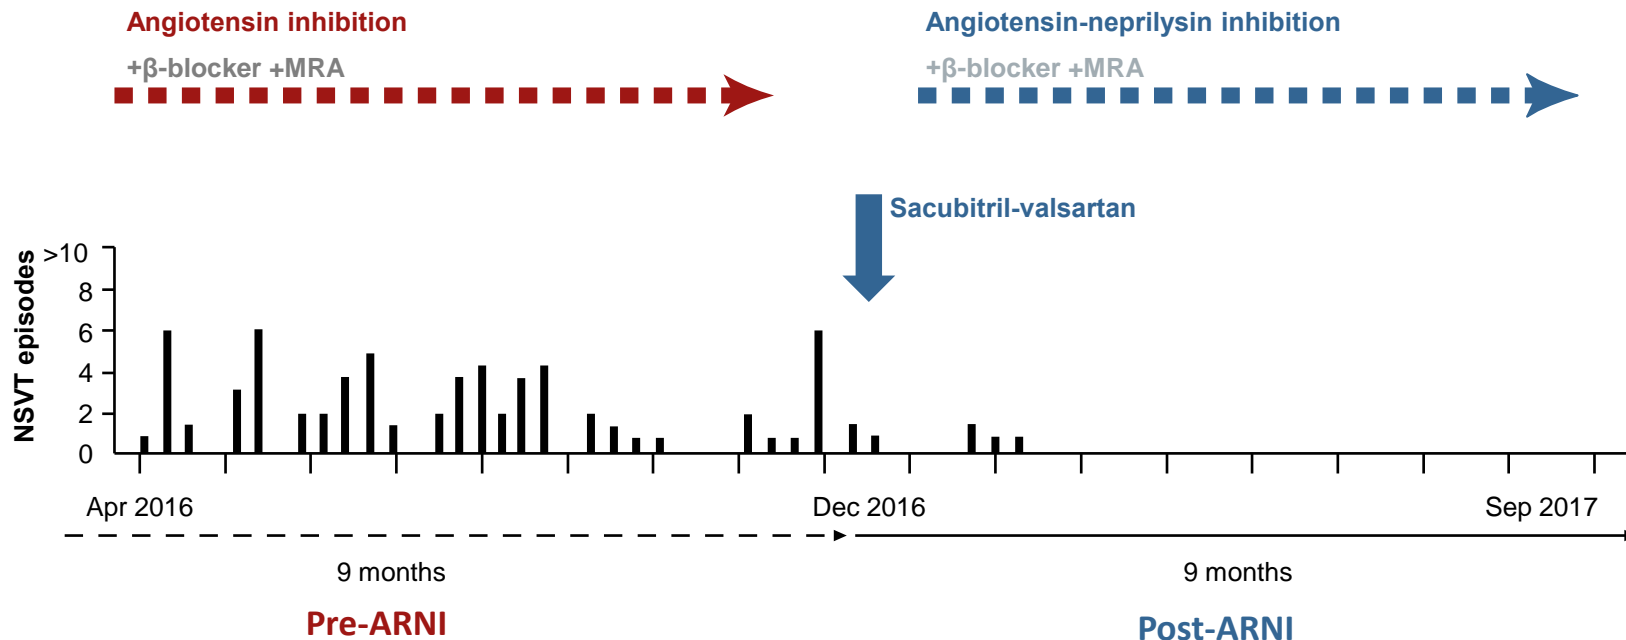 Angiotensin inhibition
+β-blocker +MRA
Angiotensin-neprilysin inhibition
+β-blocker +MRA
Sacubitril-valsartan
NSVT episodes
>10
8
6
4
2
0
Apr 2016
Dec 2016
Sep 2017
9 months
9 months
Pre-ARNI
Post-ARNI